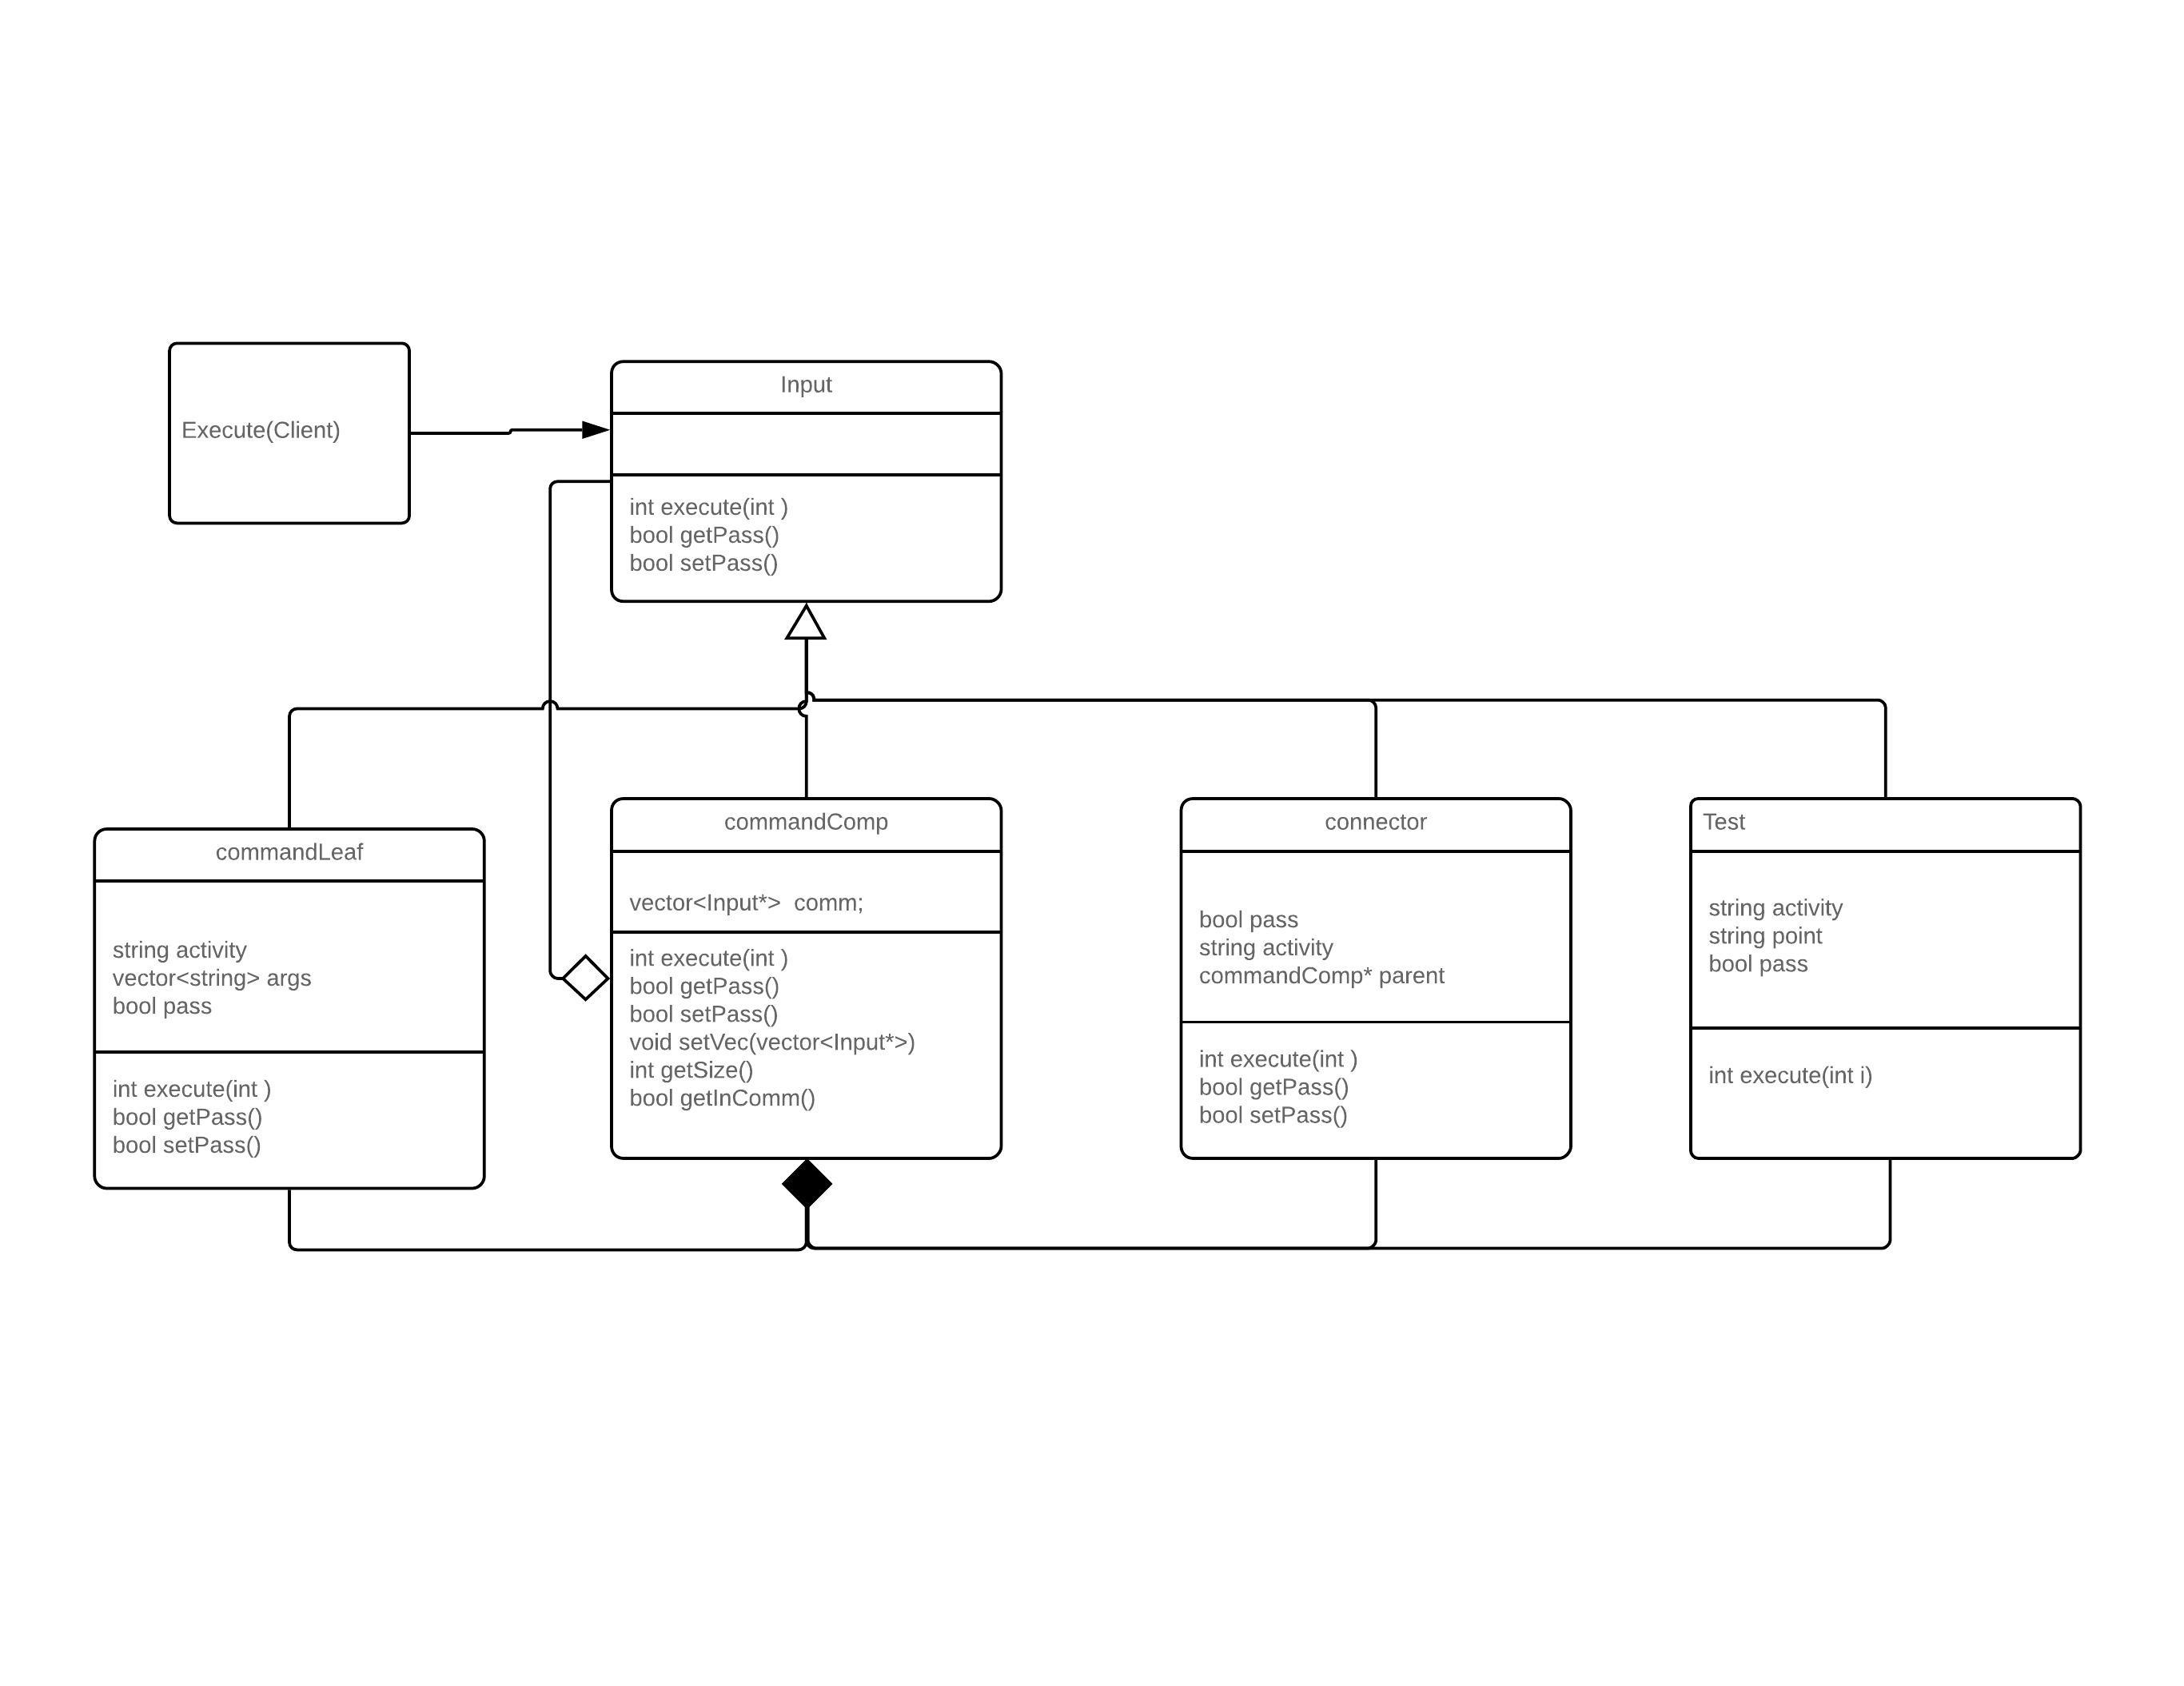 Execute(Client)
Input
int execute(int )
bool getPass()
bool setPass()
commandLeaf
string activity
vector<string> args
bool pass
int execute(int )
bool getPass()
bool setPass()
commandComp
vector<Input*>  comm;
int execute(int )
bool getPass()
bool setPass()
void setVec(vector<Input*>)
int getSize()
bool getInComm()
connector
bool pass
string activity
commandComp* parent
int execute(int )
bool getPass()
bool setPass()
Test
string activity
string point
bool pass
int execute(int i)